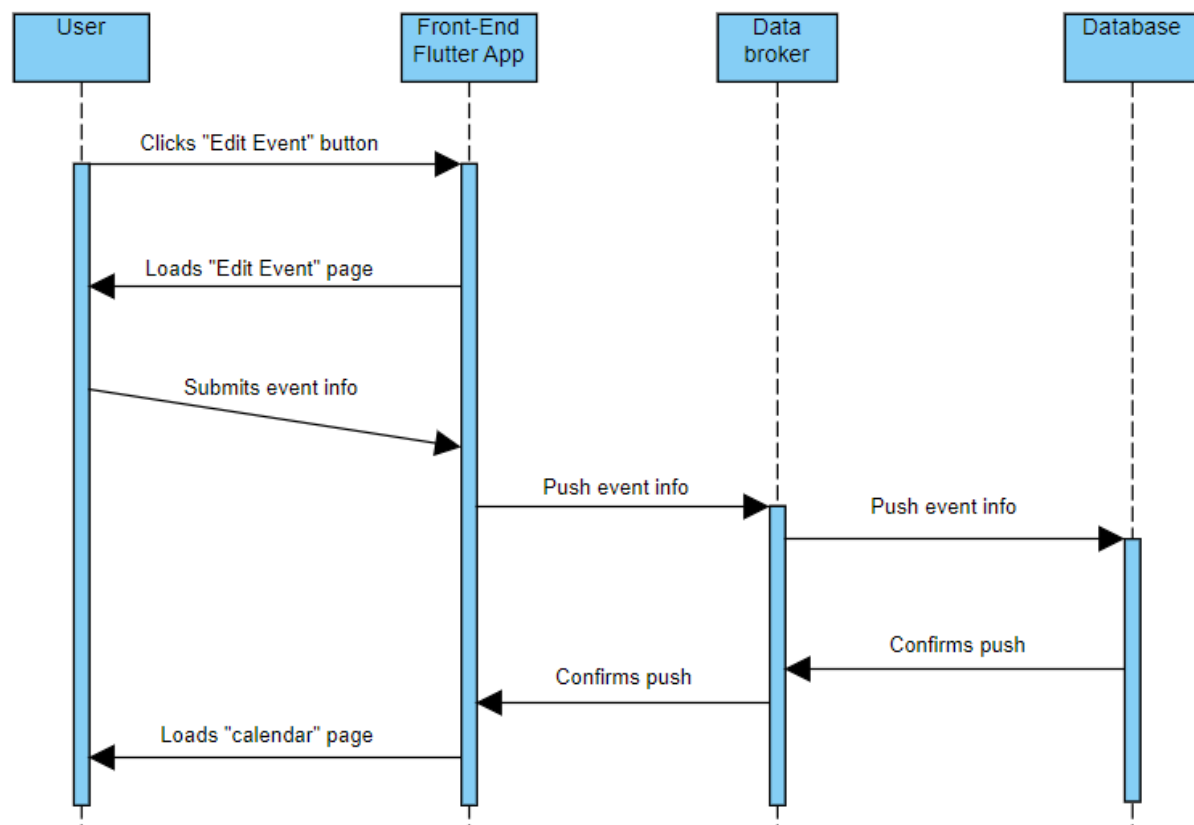 User
Front-End
Flutter App
Data
broker
Database
Clicks "Edit Event" button
Loads "Edit Event" page
Submits event info
Push event info
Push event info
Confirms push
Confirms push
Loads "calendar" page